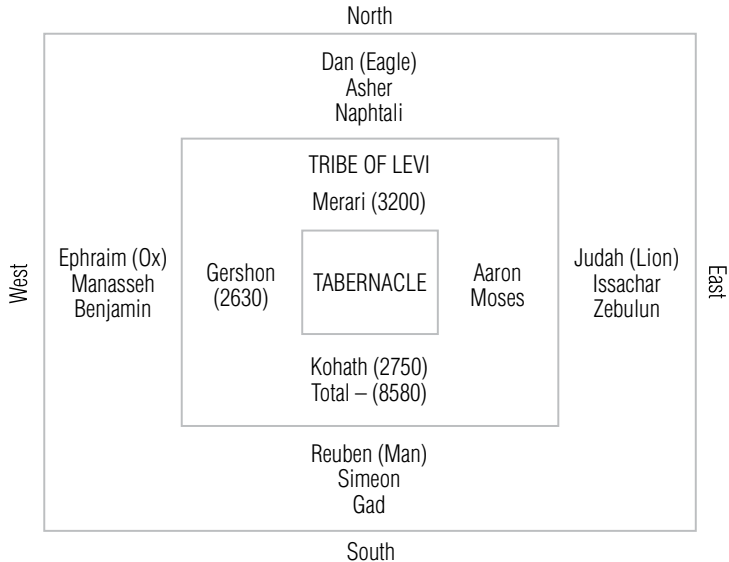 North
Dan (Eagle)
Asher
Naphtali
TRIBE OF LEVI
Merari (3200)
West
Ephraim (Ox)
Manasseh
Benjamin
Gershon
(2630)
TABERNACLE
Aaron
Moses
Judah (Lion)
Issachar
Zebulun
East
Kohath (2750)
Total – (8580)
Reuben (Man)
Simeon
Gad
South